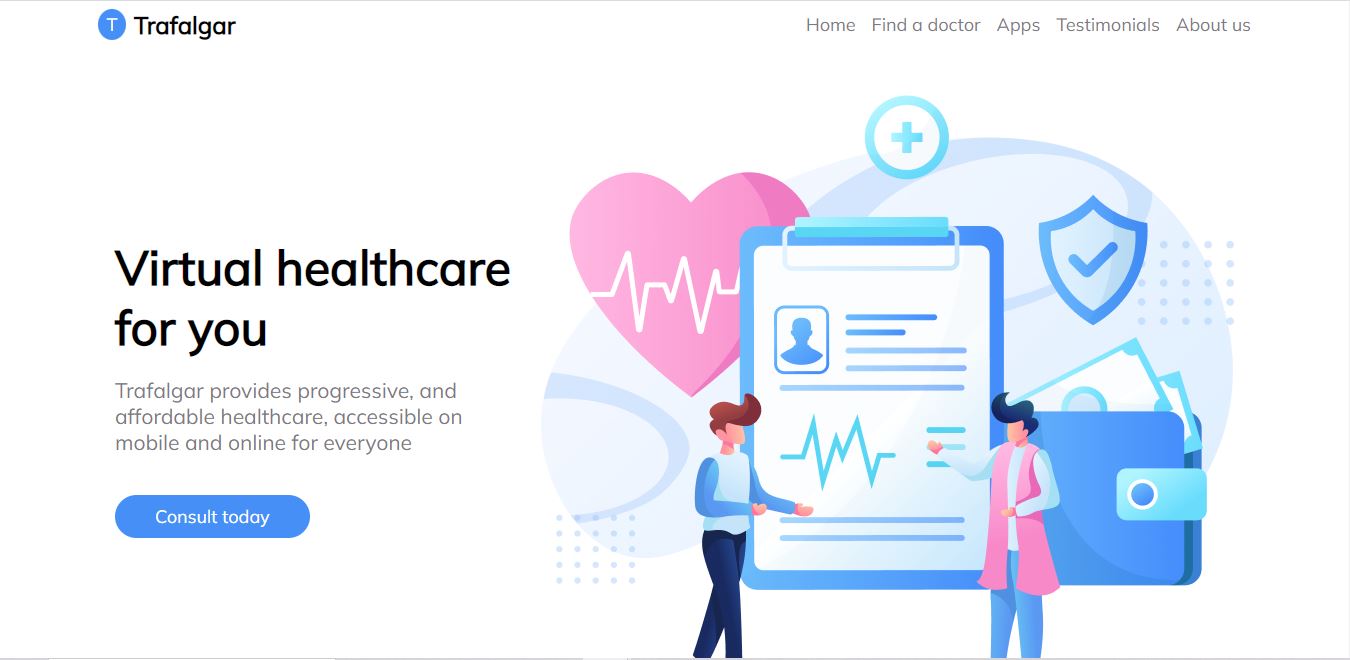 T Trafalgar
Home Find a doctor Apps Testimonials About us
Virtual healthcare
for you
Trafalgar provides progressive, and
affordable healthcare, accessible on
mobile and online for everyone
Consult today